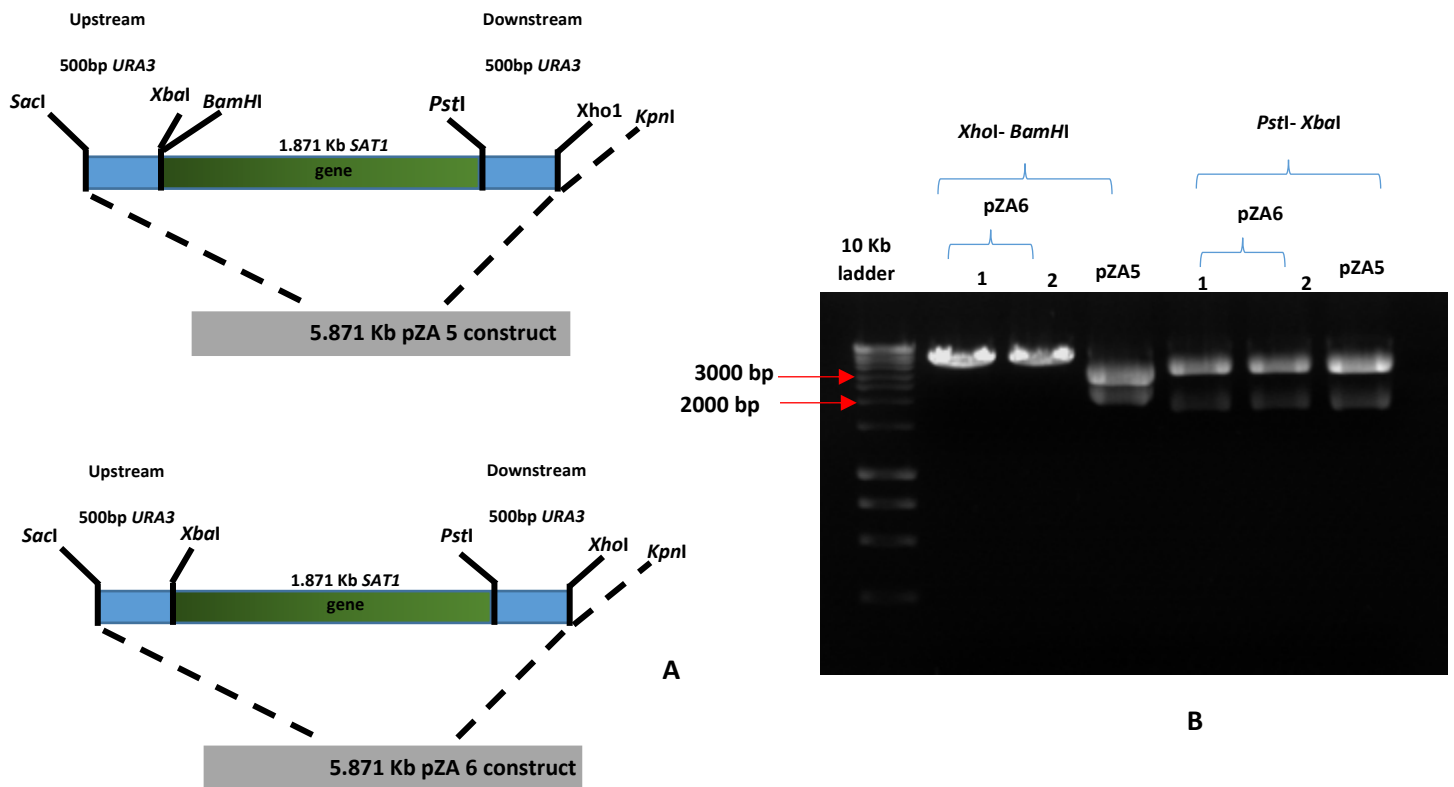 Upstream
Downstream
500bp URA3
500bp URA3
SacI
XbaI
BamHI
PstI
Xho1
KpnI
1.871 Kb SAT1
gene
5.871 Kb pZA 5 construct
Upstream
Downstream
500bp URA3
500bp URA3
SacI
XbaI
PstI
XhoI
KpnI
1.871 Kb SAT1
gene
A
5.871 Kb pZA 6 construct
XhoI- BamHI
PstI- XbaI
pZA6
pZA6
10 Kb
ladder
1
2
pZA5
1
2
pZA5
3000 bp
2000 bp
B